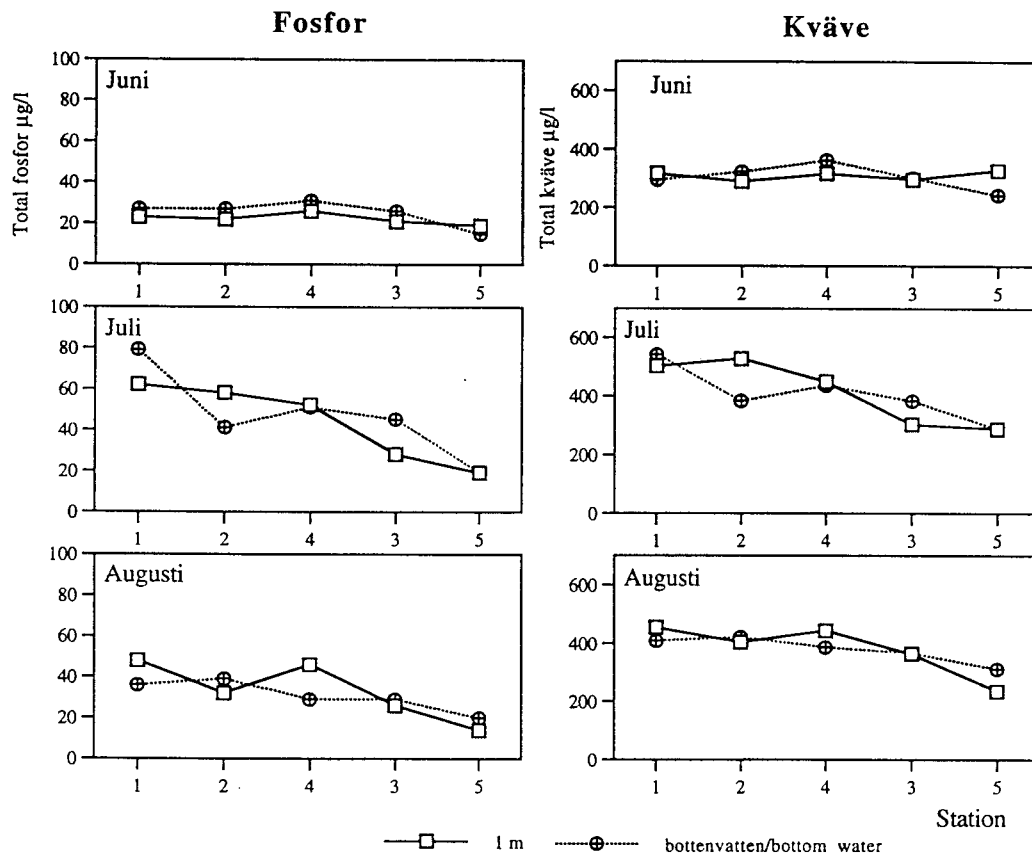 Fosfor
Kväve
Total fosfor µg/l
100
80
60
40
20
0
Juni
1 2 4 3 5
Total kväve µg/l
600
400
200
0
Juni
1 2 4 3 5
100
80
60
40
20
0
Juli
1 2 4 3 5
600
400
200
0
Juli
1 2 4 3 5
100
80
60
40
20
0
Augusti
1 2 4 3 5
600
400
200
0
Augusti
1 2 4 3 5
Station
1 m bottenvatten/bottom water